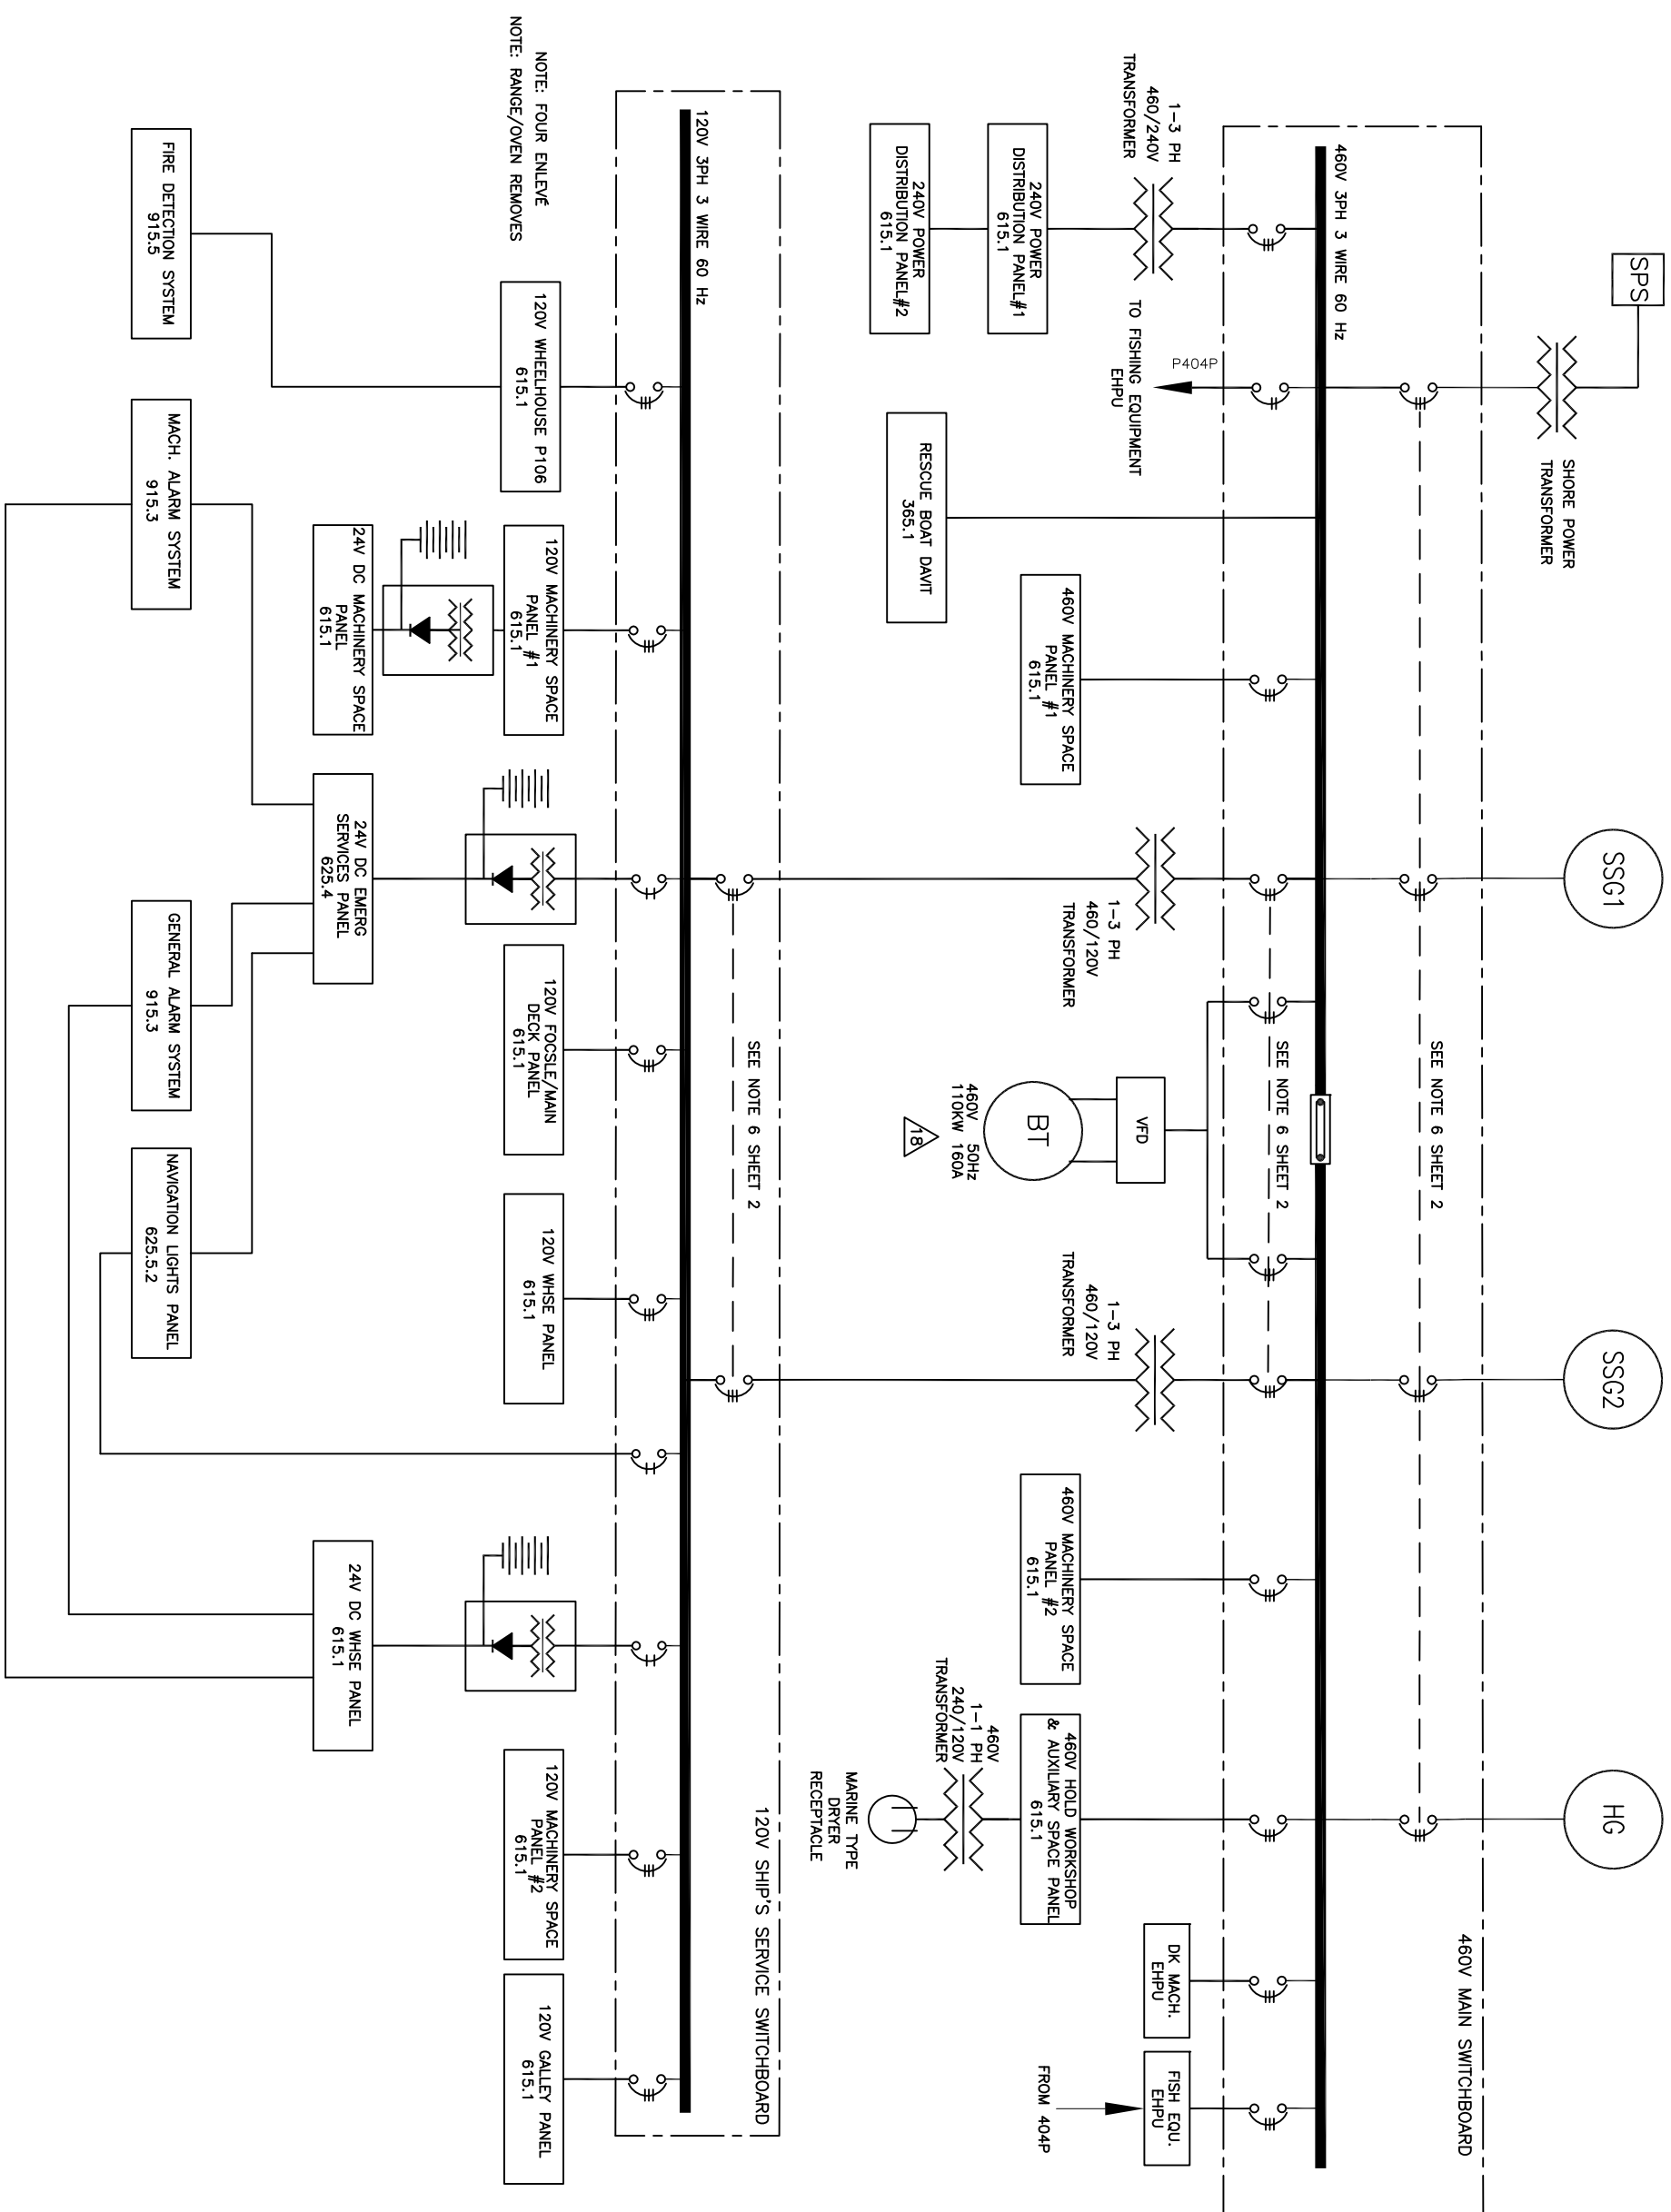 SPS
SHORE POWER
TRANSFORMER
SSG1
SSG2
HG
460V MAIN SWITCHBOARD
SEE NOTE 6 SHEET 2
460V 3PH 3 WIRE 60 Hz
SEE NOTE 6 SHEET 2
1-3 PH
460/240V
TRANSFORMER
P404P
TO FISHING EQUIPMENT
EHPU
240V POWER
DISTRIBUTION PANEL#1
615.1
240V POWER
DISTRIBUTION PANEL#2
615.1
RESCUE BOAT DAVIT
365.1
460V MACHINERY SPACE
PANEL #1
615.1
1-3 PH
460/120V
TRANSFORMER
VFD
BT
460V 50Hz
110KW 160A
18
1-3 PH
460/120V
TRANSFORMER
460V MACHINERY SPACE
PANEL #2
615.1
460V HOLD WORKSHOP
& AUXILIARY SPACE PANEL
615.1
460V
1-1 PH
240/120V
TRANSFORMER
MARINE TYPE
DRYER
RECEPTACLE
DK MACH.
EHPU
FISH EQU.
EHPU
FROM 404P
120V SHIP'S SERVICE SWITCHBOARD
SEE NOTE 6 SHEET 2
120V 3PH 3 WIRE 60 Hz
NOTE: FOUR ENLEVÉ
NOTE: RANGE/OVEN REMOVES
120V WHEELHOUSE P106
615.1
120V MACHINERY SPACE
PANEL #1
615.1
24V DC MACHINERY SPACE
PANEL
615.1
120V FOCSLE/MAIN
DECK PANEL
615.1
120V WHSE PANEL
615.1
120V MACHINERY SPACE
PANEL #2
615.1
120V GALLEY PANEL
615.1
24V DC EMERG
SERVICES PANEL
625.4
24V DC WHSE PANEL
615.1
FIRE DETECTION SYSTEM
915.5
MACH. ALARM SYSTEM
915.3
GENERAL ALARM SYSTEM
915.3
NAVIGATION LIGHTS PANEL
625.5.2